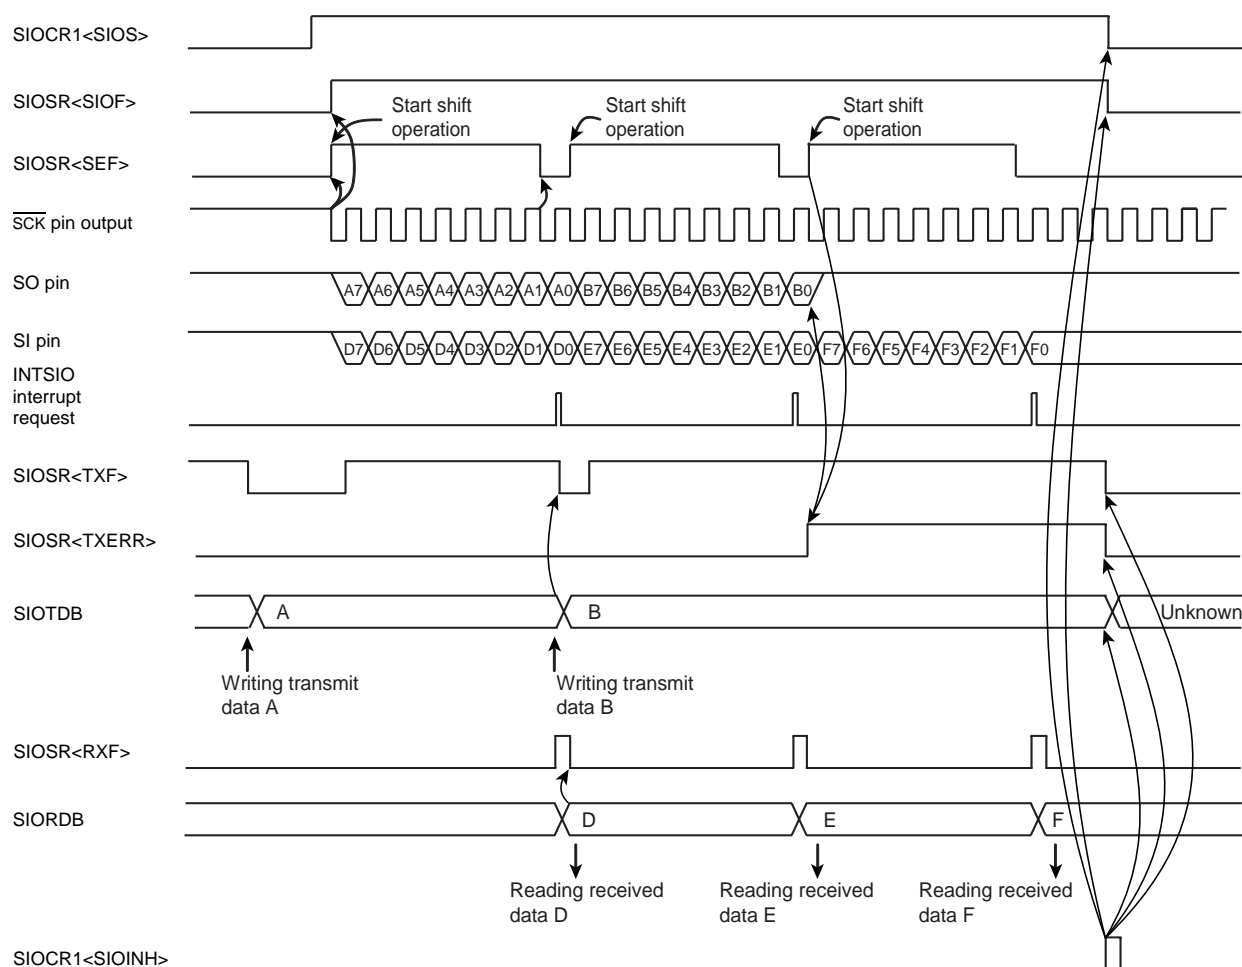 SIOCR1<SIOS>
SIOSR<SIOF>
Start shift
operation
Start shift
operation
Start shift
operation
SIOSR<SEF>
SCK pin output
SO pin
A7 A6 A5 A4 A3 A2 A1 A0 B7 B6 B5 B4 B3 B2 B1 B0
SI pin
D7 D6 D5 D4 D3 D2 D1 D0 E7 E6 E5 E4 E3 E2 E1 E0 F7 F6 F5 F4 F3 F2 F1 F0
INTSIO
interrupt
request
SIOSR<TXF>
SIOSR<TXERR>
SIOTDB
A
B
Unknown
Writing transmit
data A
Writing transmit
data B
SIOSR<RXF>
SIORDB
D
E
F
Reading received
data D
Reading received
data E
Reading received
data F
SIOCR1<SIOINH>